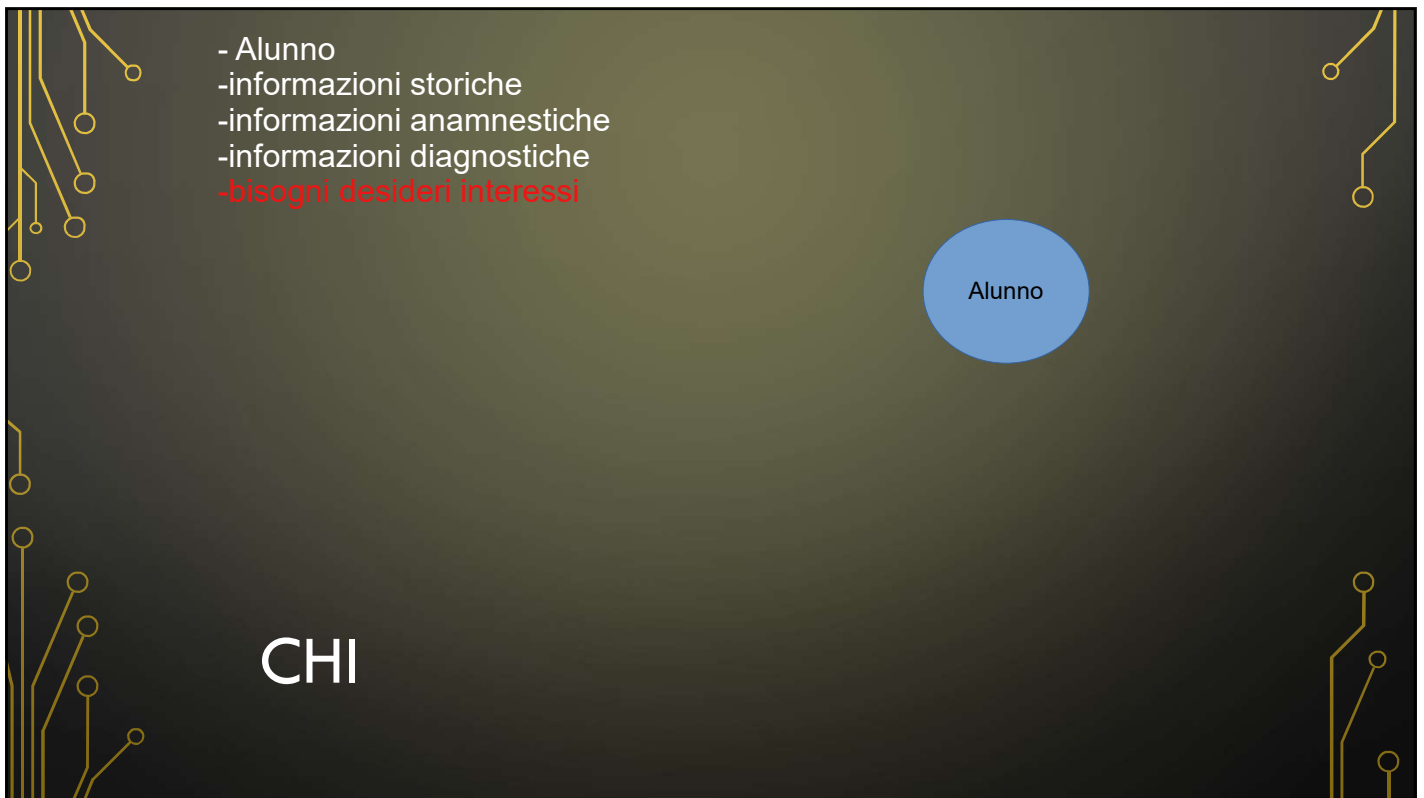 - Alunno
-informazioni storiche
-informazioni anamnestiche
-informazioni diagnostiche
-bisogni desideri interessi
Alunno
CHI